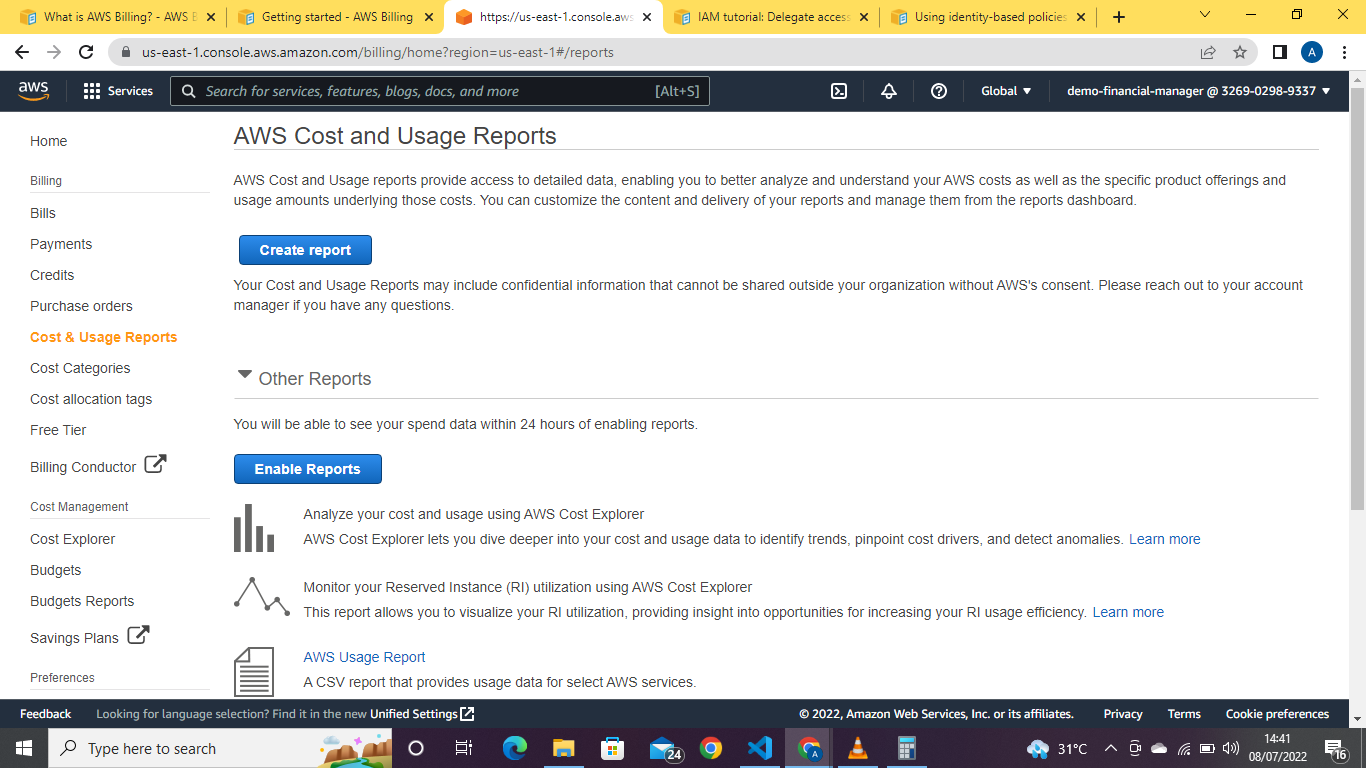 What is AWS Billing? - AWS B
Getting started - AWS Billing
https://us-east-1.console.aws
IAM tutorial: Delegate access
Using identity-based policies
us-east-1.console.aws.amazon.com/billing/home?region=us-east-1#/reports
A
aws
Services
Search for services, features, blogs, docs, and more
[Alt+S]
Global
demo-financial-manager @ 3269-0298-9337
Home
Billing
Bills
Payments
Credits
Purchase orders
Cost & Usage Reports
Cost Categories
Cost allocation tags
Free Tier
Billing Conductor
Cost Management
Cost Explorer
Budgets
Budgets Reports
Savings Plans
Preferences
AWS Cost and Usage Reports
AWS Cost and Usage reports provide access to detailed data, enabling you to better analyze and understand your AWS costs as well as the specific product offerings and
usage amounts underlying those costs. You can customize the content and delivery of your reports and manage them from the reports dashboard.
Create report
Your Cost and Usage Reports may include confidential information that cannot be shared outside your organization without AWS's consent. Please reach out to your account
manager if you have any questions.
Other Reports
You will be able to see your spend data within 24 hours of enabling reports.
Enable Reports
Analyze your cost and usage using AWS Cost Explorer
AWS Cost Explorer lets you dive deeper into your cost and usage data to identify trends, pinpoint cost drivers, and detect anomalies. Learn more
Monitor your Reserved Instance (RI) utilization using AWS Cost Explorer
This report allows you to visualize your RI utilization, providing insight into opportunities for increasing your RI usage efficiency. Learn more
AWS Usage Report
A CSV report that provides usage data for select AWS services.
Feedback
Looking for language selection? Find it in the new Unified Settings
© 2022, Amazon Web Services, Inc. or its affiliates.
Privacy
Terms
Cookie preferences
Type here to search
24
A
31°C
14:41
08/07/2022
16